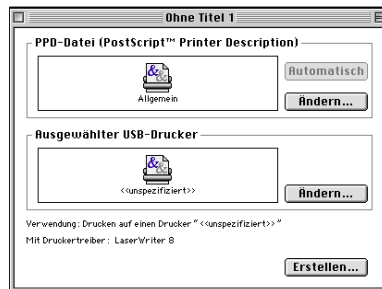 Ohne Titel 1
PPD-Datei (PostScript™ Printer Description)
Allgemein
Automatisch
Ändern...
Ausgewählter USB-Drucker
<<unspezifiziert>>
Ändern...
Verwendung: Drucken auf einen Drucker "<<unspezifiziert>>"
Mit Druckertreiber: LaserWriter 8
Erstellen...